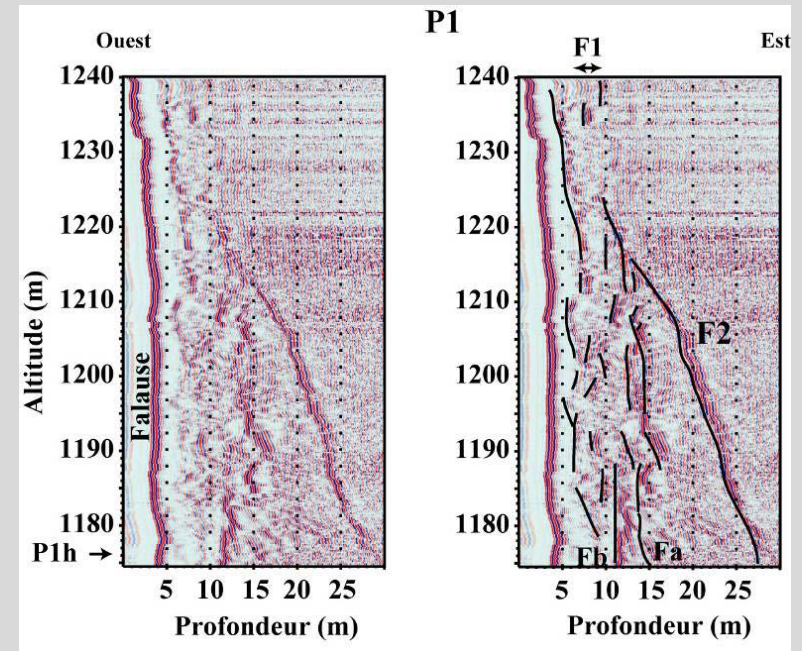 P1
Ouest
F1
Est
1240
1230
1220
1210
1200
1190
1180
Altitude (m)
Falause
P1h
5 10 15 20 25
Profondeur (m)
1240
1230
1220
1210
1200
1190
1180
F2
Fb
Fa
5 10 15 20 25
Profondeur (m)